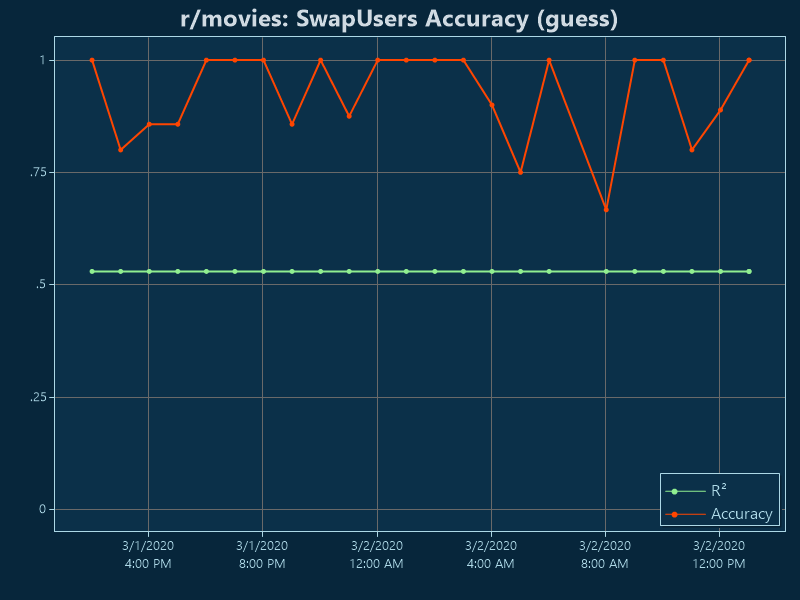 r/movies: SwapUsers Accuracy (guess)
1
.75
.5
.25
0
R²
Accuracy
3/1/2020 3/1/2020 3/2/2020 3/2/2020 3/2/2020 3/2/2020
4:00 PM 8:00 PM 12:00 AM 4:00 AM 8:00 AM 12:00 PM